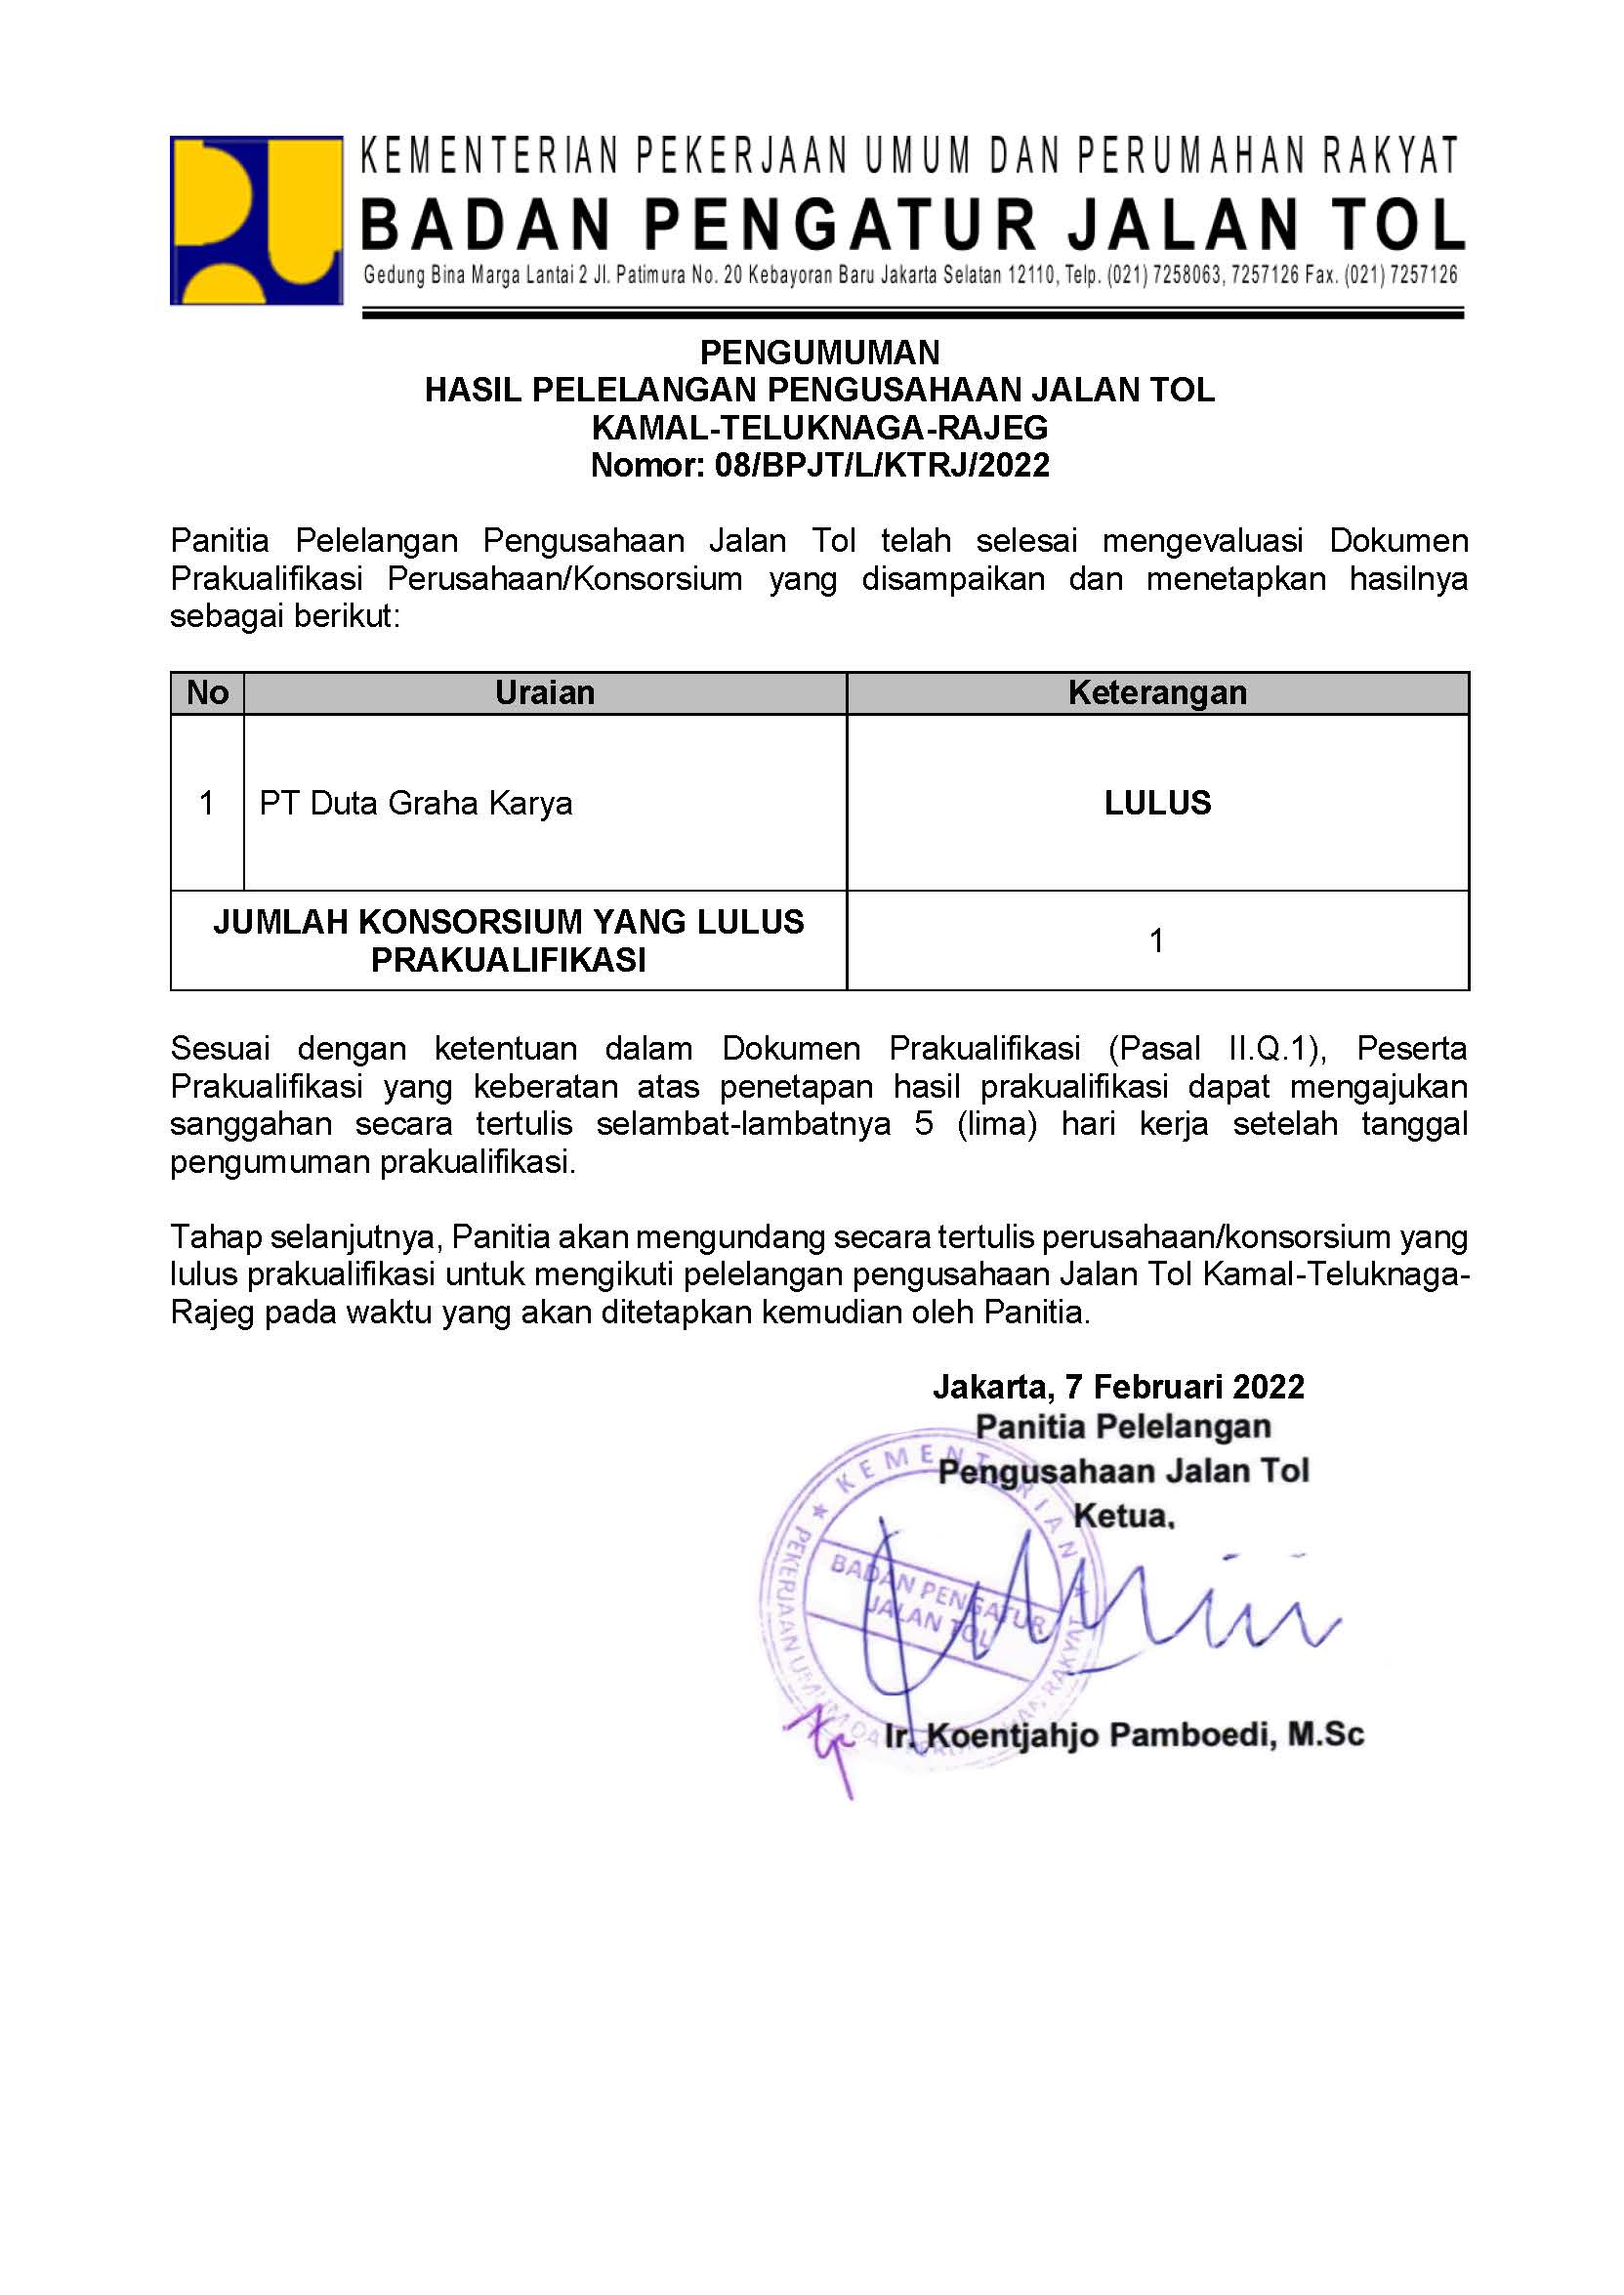 KEMENTERIAN PEKERJAAN UMUM DAN PERUMAHAN RAKYAT
BADAN PENGATUR JALAN TOL
Gedung Bina Marga Lantai 2 Jl. Patimura No. 20 Kebayoran Baru Jakarta Selatan 12110, Telp. (021) 7258063, 7257126 Fax. (021) 7257126
PENGUMUMAN
HASIL PELELANGAN PENGUSAHAAN JALAN TOL
KAMAL-TELUKNAGA-RAJEG
Nomor: 08/BPJT/L/KTRJ/2022
Panitia Pelelangan Pengusahaan Jalan Tol telah selesai mengevaluasi Dokumen
Prakualifikasi Perusahaan/Konsorsium yang disampaikan dan menetapkan hasilnya
sebagai berikut:
No Uraian Keterangan
1 PT Duta Graha Karya LULUS
JUMLAH KONSORSIUM YANG LULUS
PRAKUALIFIKASI
1
Sesuai dengan ketentuan dalam Dokumen Prakualifikasi (Pasal II.Q.1), Peserta
Prakualifikasi yang keberatan atas penetapan hasil prakualifikasi dapat mengajukan
sanggahan secara tertulis selambat-lambatnya 5 (lima) hari kerja setelah tanggal
pengumuman prakualifikasi.
Tahap selanjutnya, Panitia akan mengundang secara tertulis perusahaan/konsorsium yang
lulus prakualifikasi untuk mengikuti pelelangan pengusahaan Jalan Tol Kamal-Teluknaga-
Rajeg pada waktu yang akan ditetapkan kemudian oleh Panitia.
Jakarta, 7 Februari 2022
Panitia Pelelangan
Pengusahaan Jalan Tol
Ketua,
KEMENTERIAN
PEKERJAAN UMUM DAN PERUMAHAN RAKYAT
BADAN PENGATUR
JALAN TOL
Ir. Koentjahjo Pamboedi, M.Sc